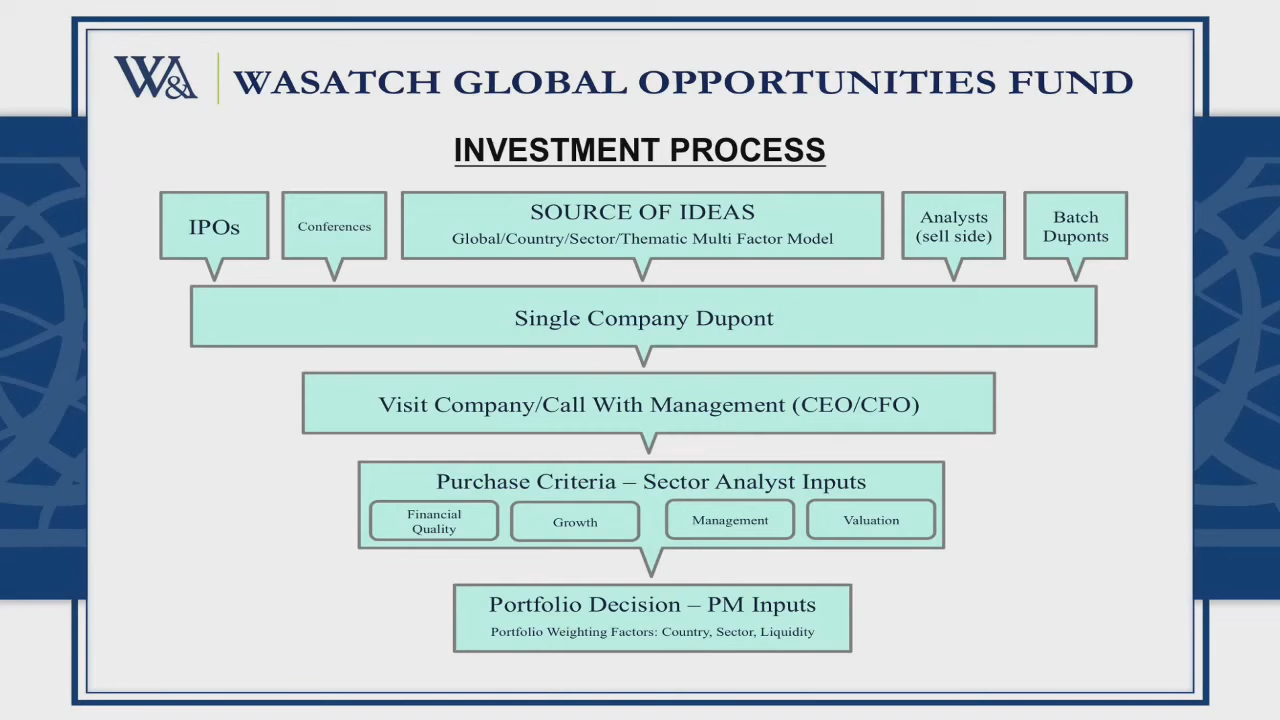 W&A
WASATCH GLOBAL OPPORTUNITIES FUND
INVESTMENT PROCESS
IPOs
Conferences
SOURCE OF IDEAS
Global/Country/Sector/Thematic Multi Factor Model
Analysts
(sell side)
Batch
Duponts
Single Company Dupont
Visit Company/Call With Management (CEO/CFO)
Purchase Criteria – Sector Analyst Inputs
Financial
Quality
Growth
Management
Valuation
Portfolio Decision – PM Inputs
Portfolio Weighting Factors: Country, Sector, Liquidity